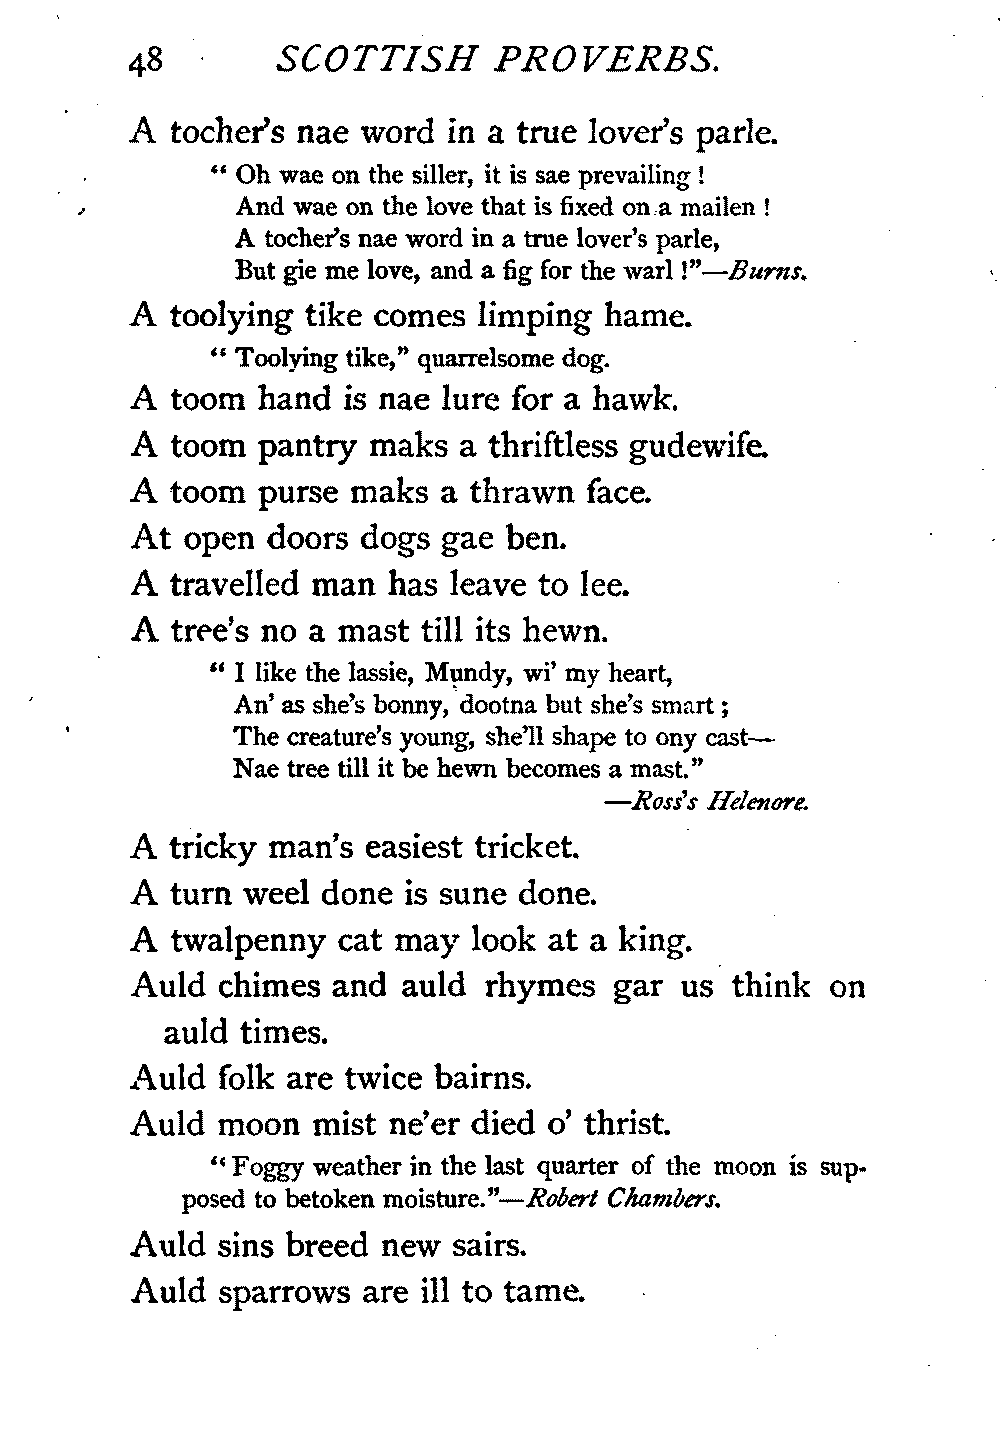 48 SCOTTISH PROVERBS.
A tocher's nae word in a true lover's parle.
“ Oh wae on the siller, it is sae prevailing !
And wae on the love that is fixed on a mailen !
A tocher's nae word in a true lover's parle,
But gie me love, and a fig for the warl !”—Burns.
A toolying tike comes limping hame.
“ Toolying tike,” quarrelsome dog.
A toom hand is nae lure for a hawk.
A toom pantry maks a thriftless gudewife.
A toom purse maks a thrawn face.
At open doors dogs gae ben.
A travelled man has leave to lee.
A tree's no a mast till its hewn.
“ I like the lassie, Mundy, wi' my heart,
An' as she's bonny, dootna but she's smart ;
The creature's young, she'll shape to ony cast—
Nae tree till it be hewn becomes a mast.”
—Ross's Helenore.
A tricky man's easiest tricket.
A turn weel done is sune done.
A twalpenny cat may look at a king.
Auld chimes and auld rhymes gar us think on
auld times.
Auld folk are twice bairns.
Auld moon mist ne'er died o' thrist.
“ Foggy weather in the last quarter of the moon is sup-
posed to betoken moisture.”—Robert Chambers.
Auld sins breed new sairs.
Auld sparrows are ill to tame.